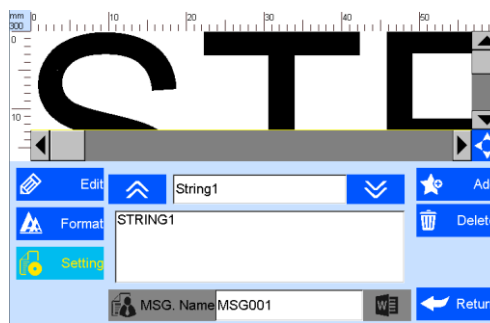 mm 0 10 20 30 40 50
300
0
STE
10
Edit String1 Ad
Format STRING1 Delet
Setting
MSG. Name MSG001 Retur